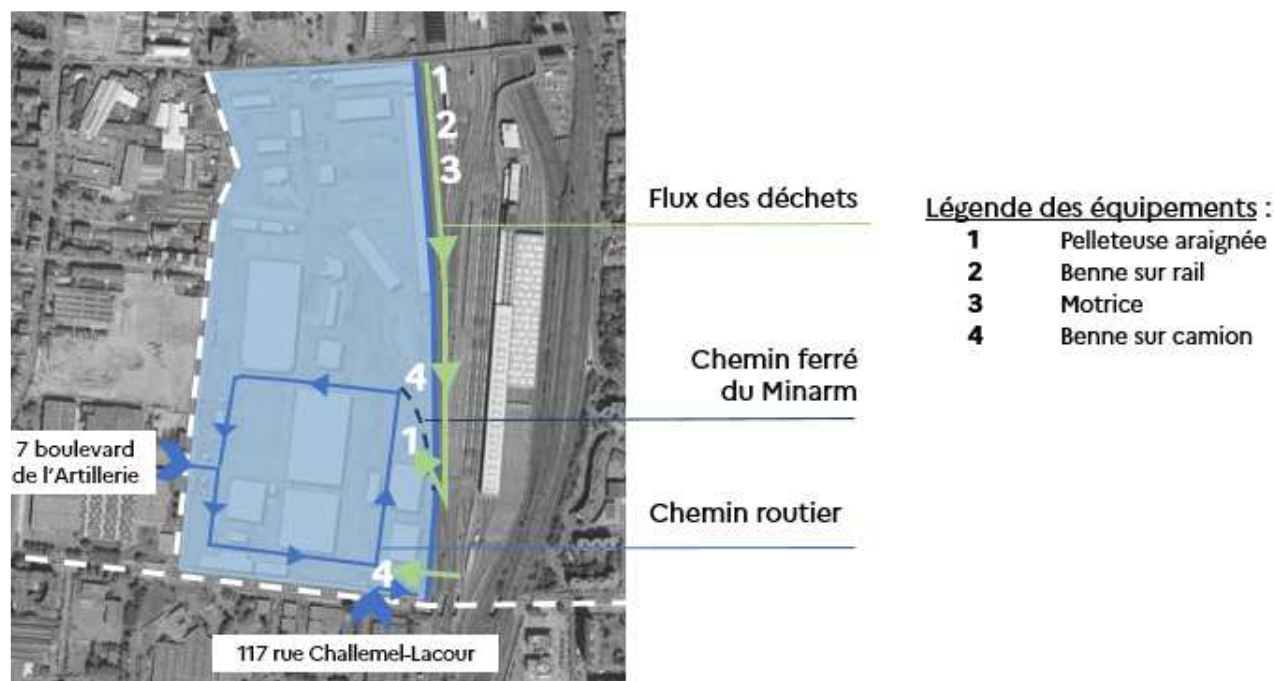 1
2
3
Flux des déchets
Légende des équipements :
1 Pelleteuse araignée
2 Benne sur rail
3 Motrice
4 Benne sur camion
Chemin ferré
du Minarm
4
1
7 boulevard
de l'Artillerie
Chemin routier
4
117 rue Challemel-Lacour